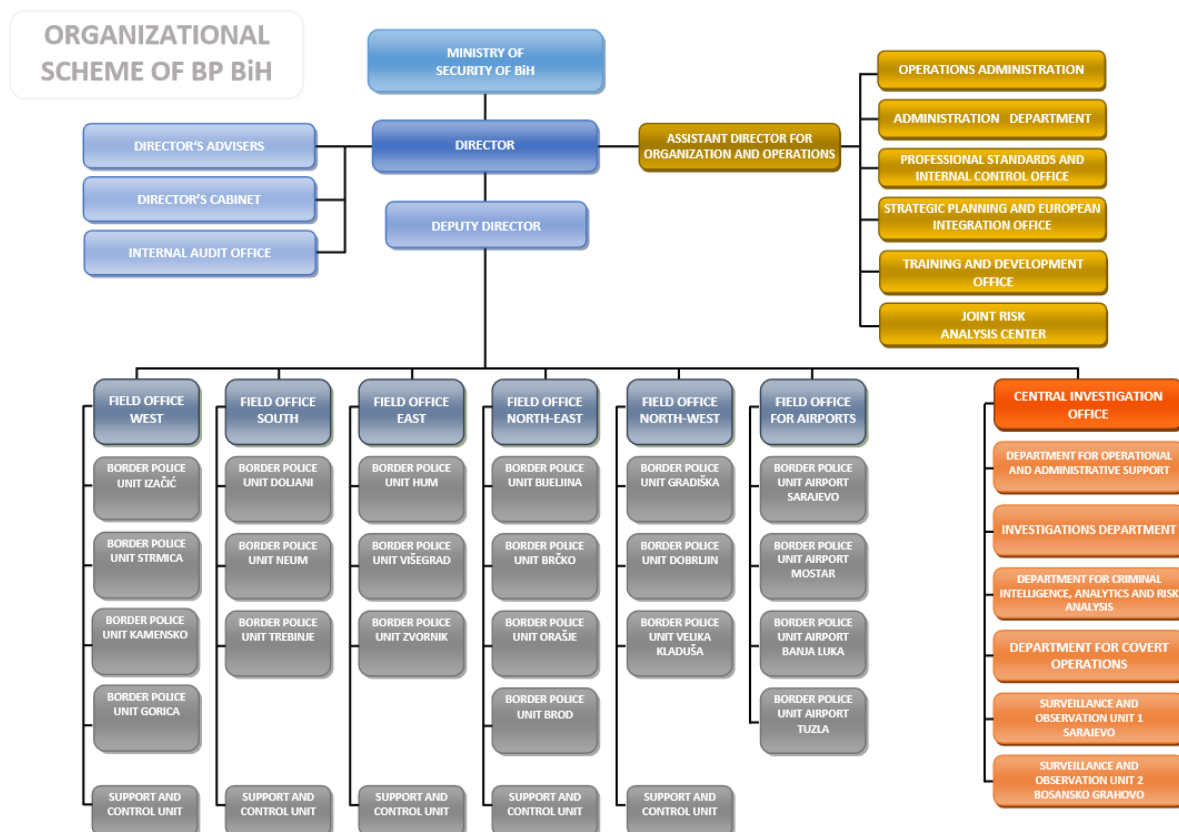 ORGANIZATIONAL
SCHEME OF BP BiH
MINISTRY OF
SECURITY OF BiH
DIRECTOR
DIRECTOR'S ADVISERS
DIRECTOR'S CABINET
INTERNAL AUDIT OFFICE
DEPUTY DIRECTOR
ASSISTANT DIRECTOR FOR
ORGANIZATION AND OPERATIONS
OPERATIONS ADMINISTRATION
ADMINISTRATION DEPARTMENT
PROFESSIONAL STANDARDS AND
INTERNAL CONTROL OFFICE
STRATEGIC PLANNING AND EUROPEAN
INTEGRATION OFFICE
TRAINING AND DEVELOPMENT
OFFICE
JOINT RISK
ANALYSIS CENTER
FIELD OFFICE
WEST
BORDER POLICE
UNIT IZAČIĆ
BORDER POLICE
UNIT STRMICA
BORDER POLICE
UNIT KAMENSKO
BORDER POLICE
UNIT GORICA
SUPPORT AND
CONTROL UNIT
FIELD OFFICE
SOUTH
BORDER POLICE
UNIT DOLJANI
BORDER POLICE
UNIT NEUM
BORDER POLICE
UNIT TREBINJE
SUPPORT AND
CONTROL UNIT
FIELD OFFICE
EAST
BORDER POLICE
UNIT HUM
BORDER POLICE
UNIT VIŠEGRAD
BORDER POLICE
UNIT ZVORNIK
SUPPORT AND
CONTROL UNIT
FIELD OFFICE
NORTH-EAST
BORDER POLICE
UNIT BIJELJINA
BORDER POLICE
UNIT BRČKO
BORDER POLICE
UNIT ORAŠJE
BORDER POLICE
UNIT BROD
SUPPORT AND
CONTROL UNIT
FIELD OFFICE
NORTH-WEST
BORDER POLICE
UNIT GRADIŠKA
BORDER POLICE
UNIT DOBRLJIN
BORDER POLICE
UNIT VELIKA
KLADUŠA
SUPPORT AND
CONTROL UNIT
FIELD OFFICE
FOR AIRPORTS
BORDER POLICE
UNIT AIRPORT
SARAJEVO
BORDER POLICE
UNIT AIRPORT
MOSTAR
BORDER POLICE
UNIT AIRPORT
BANJA LUKA
BORDER POLICE
UNIT AIRPORT
TUZLA
CENTRAL INVESTIGATION
OFFICE
DEPARTMENT FOR OPERATIONAL
AND ADMINISTRATIVE SUPPORT
INVESTIGATIONS DEPARTMENT
DEPARTMENT FOR CRIMINAL
INTELLIGENCE, ANALYTICS AND RISK
ANALYSIS
DEPARTMENT FOR COVERT
OPERATIONS
SURVEILLANCE AND
OBSERVATION UNIT 1
SARAJEVO
SURVEILLANCE AND
OBSERVATION UNIT 2
BOSANSKO GRAHOVO